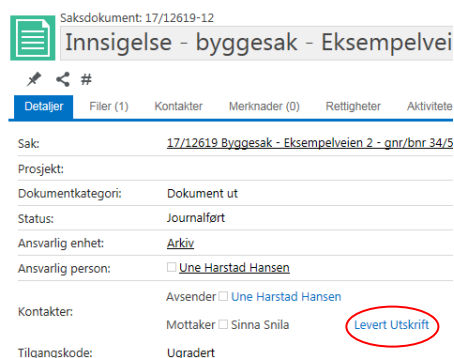 Saksdokument: 17/12619-12
Innsigelse - byggesak - Eksempelvei
#
Detaljer Filer (1) Kontakter Merknader (0) Rettigheter Aktivitete
Sak: 17/12619 Byggesak - Eksempelveien 2 - gnr/bnr 34/5
Prosjekt:
Dokumentkategori: Dokument ut
Status: Journalført
Ansvarlig enhet: Arkiv
Ansvarlig person: Une Harstad Hansen
Kontakter: Avsender Une Harstad Hansen
Mottaker Sinna Snila Levert Utskrift
Tilgangskode: Ugradert